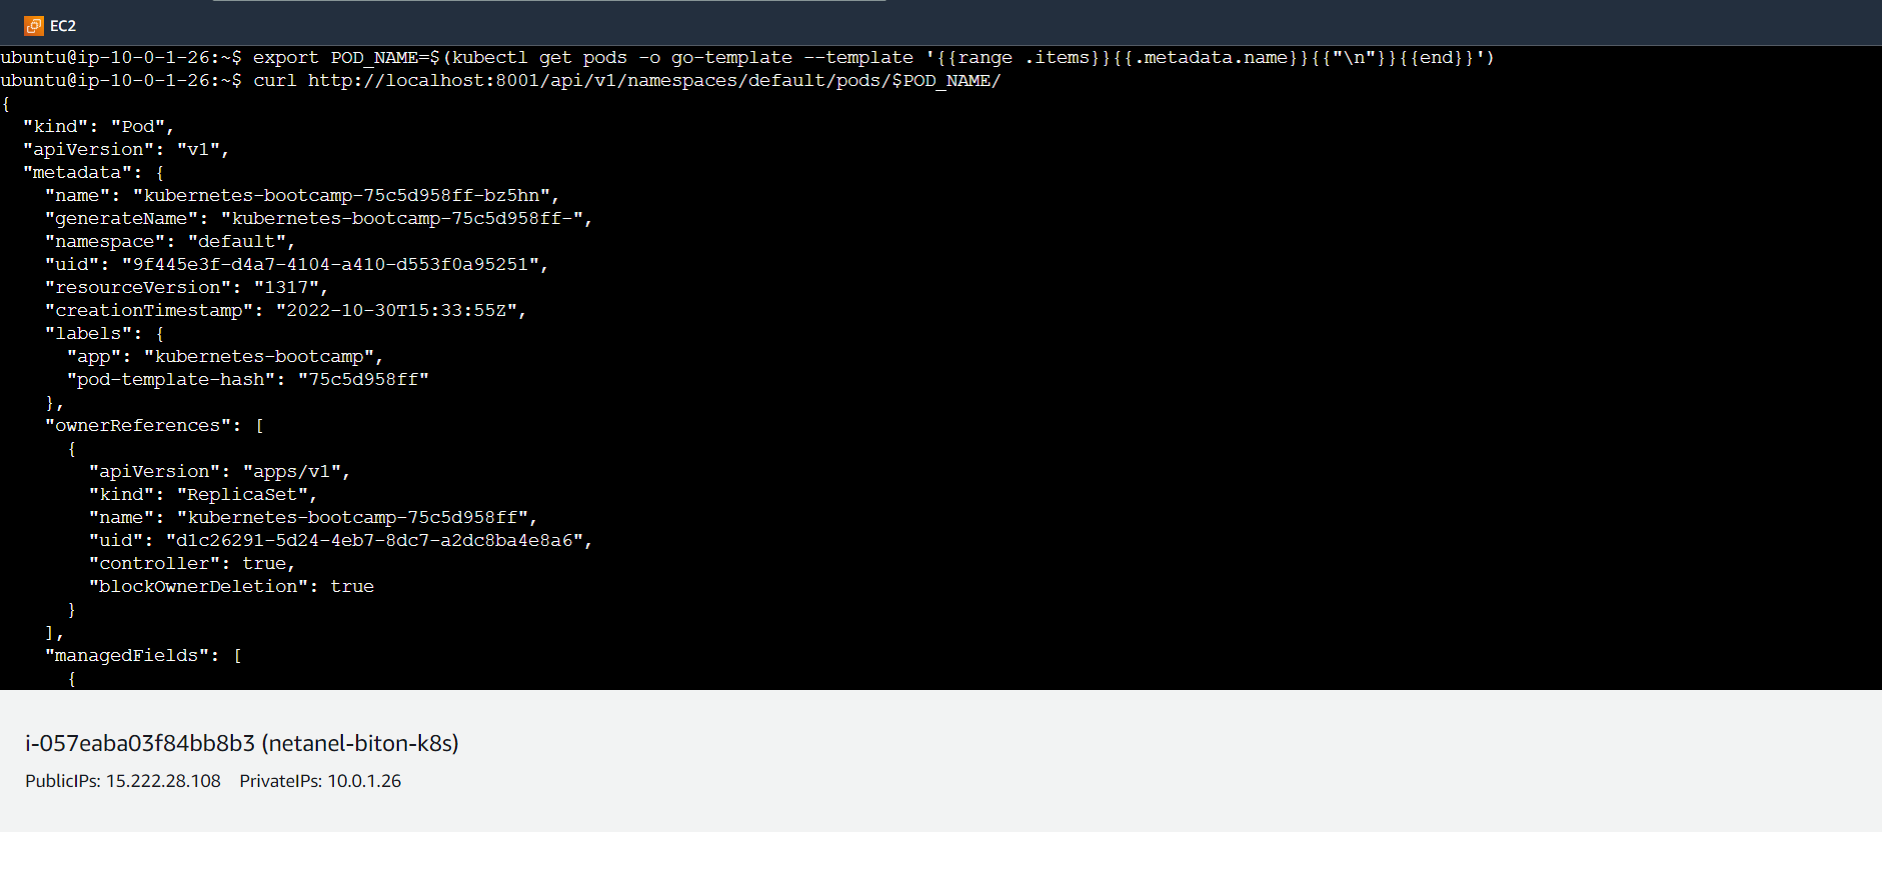 EC2
ubuntu@ip-10-0-1-26:~$ export POD_NAME=$(kubectl get pods -o go-template --template '{{range .items}}{{.metadata.name}}{{"\n"}}{{end}}')
ubuntu@ip-10-0-1-26:~$ curl http://localhost:8001/api/v1/namespaces/default/pods/$POD_NAME/
{
  "kind": "Pod",
  "apiVersion": "v1",
  "metadata": {
    "name": "kubernetes-bootcamp-75c5d958ff-bz5hn",
    "generateName": "kubernetes-bootcamp-75c5d958ff-",
    "namespace": "default",
    "uid": "9f445e3f-d4a7-4104-a410-d553f0a95251",
    "resourceVersion": "1317",
    "creationTimestamp": "2022-10-30T15:33:55Z",
    "labels": {
      "app": "kubernetes-bootcamp",
      "pod-template-hash": "75c5d958ff"
    },
    "ownerReferences": [
      {
        "apiVersion": "apps/v1",
        "kind": "ReplicaSet",
        "name": "kubernetes-bootcamp-75c5d958ff",
        "uid": "d1c26291-5d24-4eb7-8dc7-a2dc8ba4e8a6",
        "controller": true,
        "blockOwnerDeletion": true
      }
    ],
    "managedFields": [
      {
i-057eaba03f84bb8b3 (netanel-biton-k8s)
PublicIPs: 15.222.28.108 PrivateIPs: 10.0.1.26